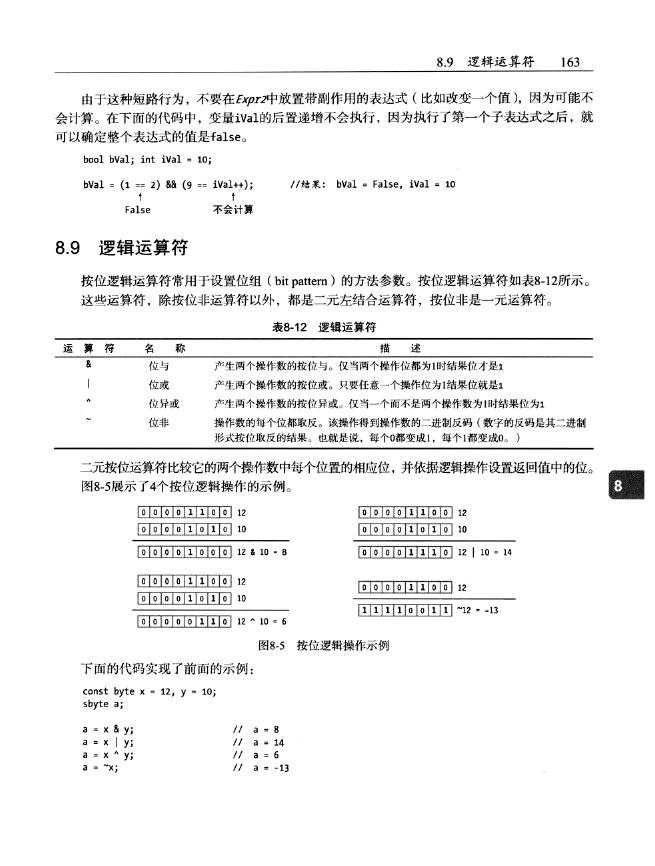 8.9 逻辑运算符 163
由于这种短路行为，不要在Expr2中放置带副作用的表达式（比如改变一个值），因为可能不
会计算。在下面的代码中，变量iVal的后置递增不会执行，因为执行了第一个子表达式之后，就
可以确定整个表达式的值是false。
bool bVal; int iVal = 10;
bVal = (1 == 2) && (9 == iVal++); //结果: bVal = False, iVal = 10
↑ ↑
False 不会计算
8.9 逻辑运算符
按位逻辑运算符常用于设置位组（bit pattern）的方法参数。按位逻辑运算符如表8-12所示。
这些运算符，除按位非运算符以外，都是二元左结合运算符，按位非是一元运算符。
表8-12 逻辑运算符
运 算 符 名 称 描 述
& 位与 产生两个操作数的按位与。仅当两个操作位都为1时结果位才是1
| 位或 产生两个操作数的按位或。只要任意一个操作位为1结果位就是1
^ 位异或 产生两个操作数的按位异或。仅当一个而不是两个操作数为1时结果位为1
~ 位非 操作数的每个位都取反。该操作得到操作数的二进制反码（数字的反码是其二进制
形式按位取反的结果。也就是说，每个0都变成1，每个1都变成0。）
二元按位运算符比较它的两个操作数中每个位置的相应位，并依据逻辑操作设置返回值中的位。
图8-5展示了4个按位逻辑操作的示例。
8
0 0 0 0 1 1 0 0 12 0 0 0 0 1 1 0 0 12
0 0 0 0 1 0 1 0 10 0 0 0 0 1 0 1 0 10
0 0 0 0 1 0 0 0 12 & 10 = 8 0 0 0 0 1 1 1 0 12 | 10 = 14
0 0 0 0 1 1 0 0 12 0 0 0 0 1 1 0 0 12
0 0 0 0 1 0 1 0 10 1 1 1 1 0 0 1 1 ~12 = -13
0 0 0 0 0 1 1 0 12 ^ 10 = 6
图8-5 按位逻辑操作示例
下面的代码实现了前面的示例：
const byte x = 12, y = 10;
sbyte a;
a = x & y; // a = 8
a = x | y; // a = 14
a = x ^ y; // a = 6
a = ~x; // a = -13